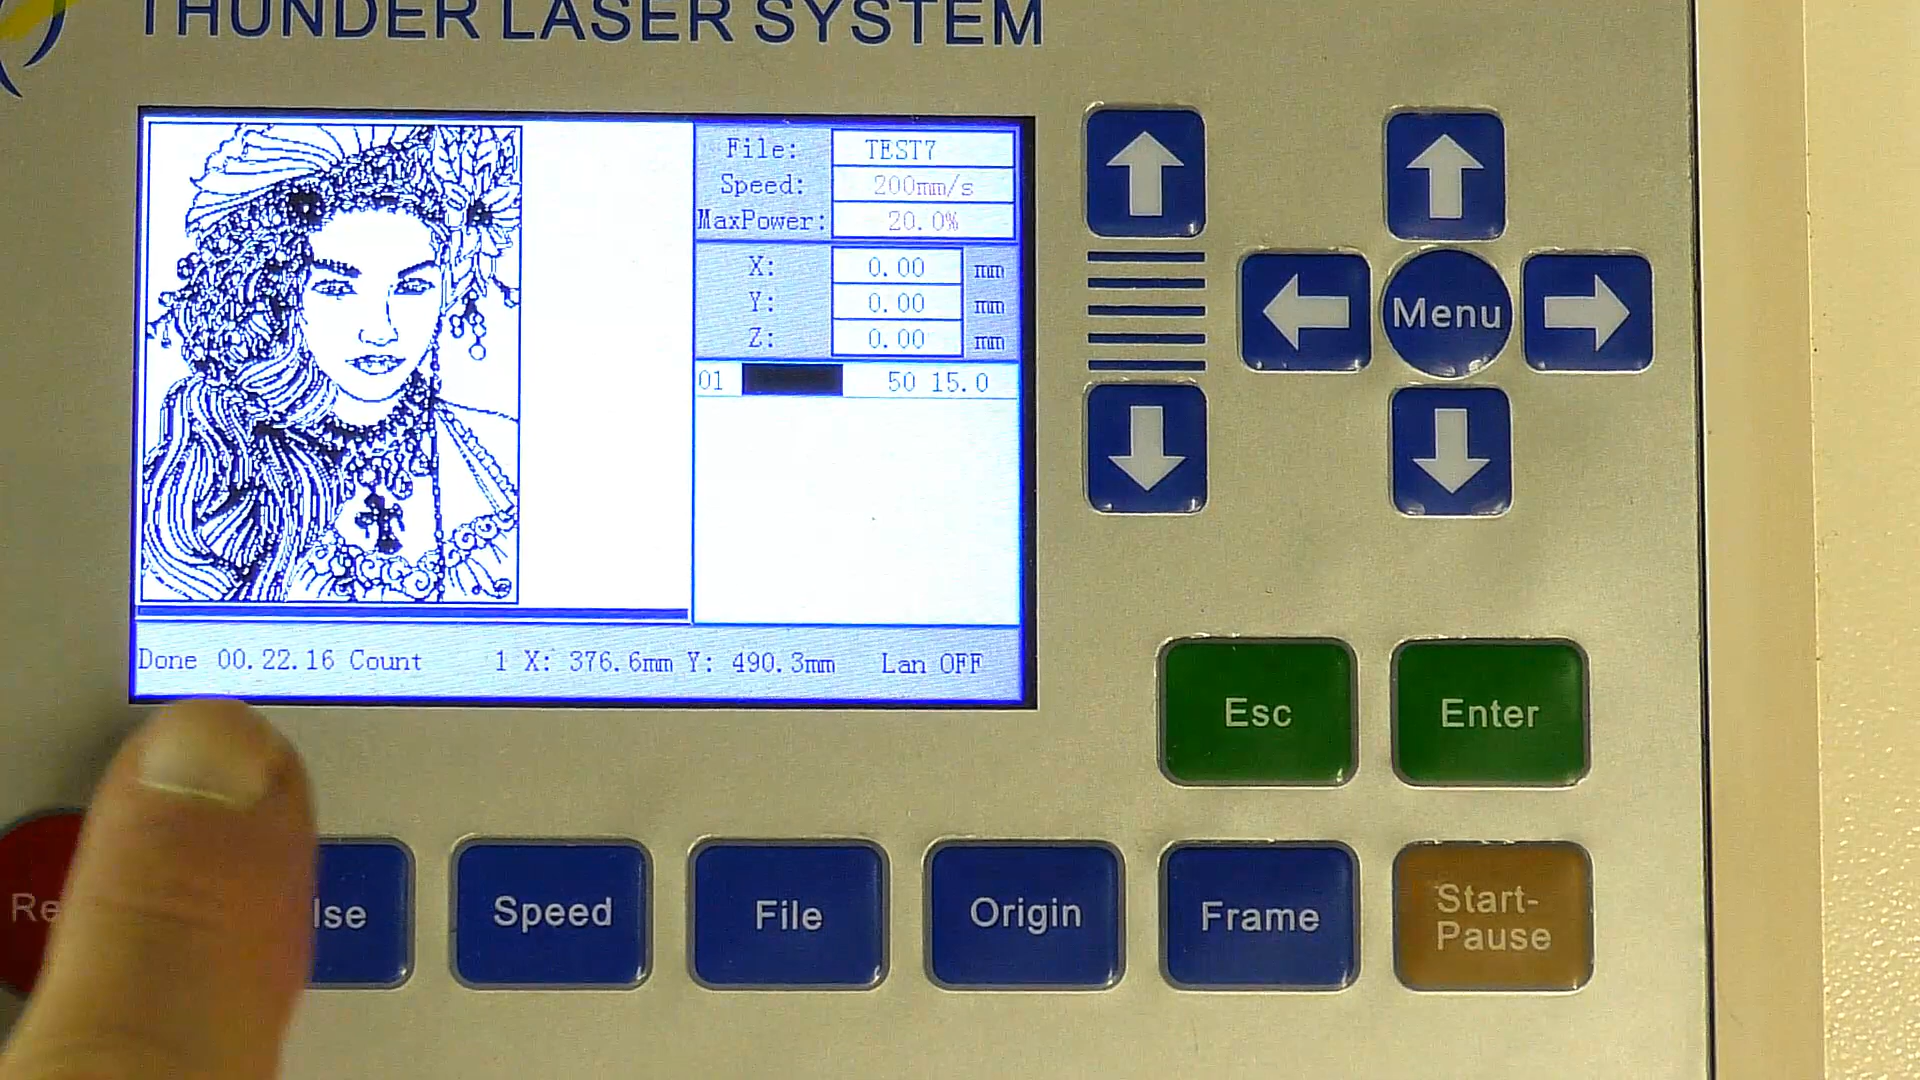 THUNDER LASER SYSTEM
File: TEST7
Speed: 200mm/s
MaxPower: 20.0%
X: 0.00 mm
Y: 0.00 mm
Z: 0.00 mm
01 50 15.0
Done 00.22.16 Count 1 X: 376.6mm Y: 490.3mm Lan OFF
Menu
Esc
Enter
Speed
File
Origin
Frame
Start-
Pause